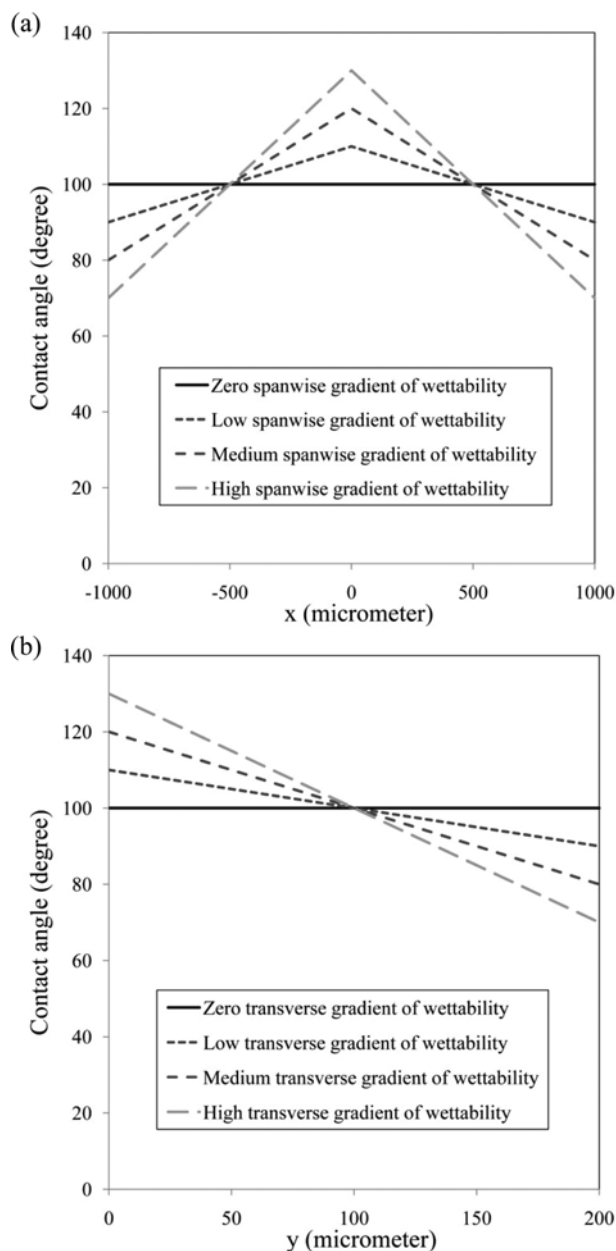 (a)
140
120
100
80
60
40
20
0
Contact angle (degree)
Zero spanwise gradient of wettability
Low spanwise gradient of wettability
Medium spanwise gradient of wettability
High spanwise gradient of wettability
-1000 -500 0 500 1000
x (micrometer)
(b)
140
120
100
80
60
40
20
0
Contact angle (degree)
Zero transverse gradient of wettability
Low transverse gradient of wettability
Medium transverse gradient of wettability
High transverse gradient of wettability
0 50 100 150 200
y (micrometer)